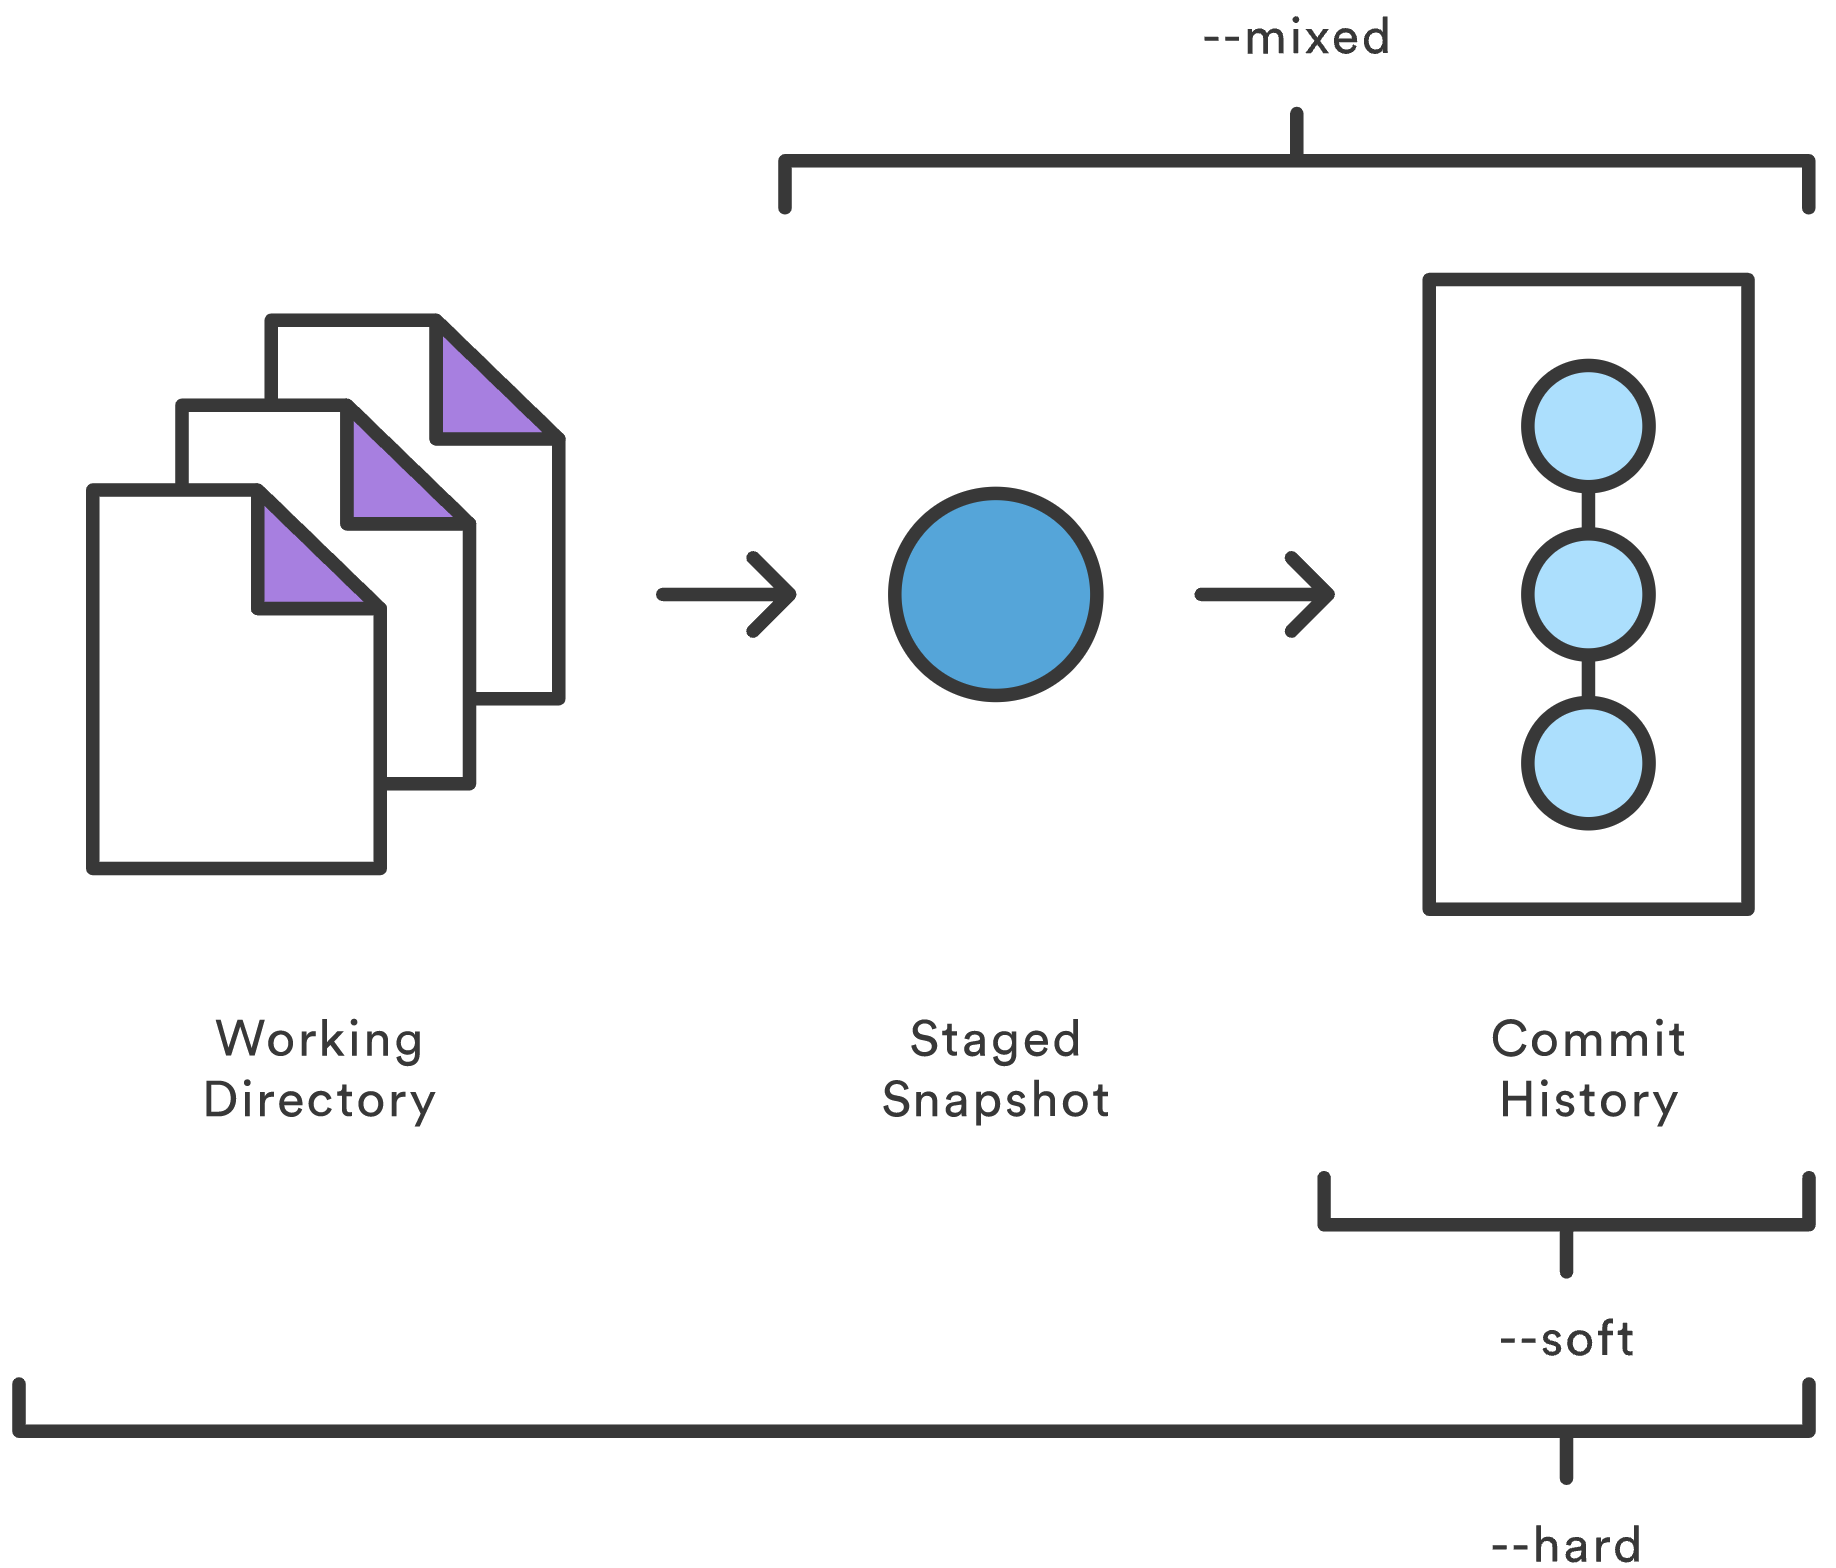 --mixed
Working
Directory
Staged
Snapshot
Commit
History
--soft
--hard